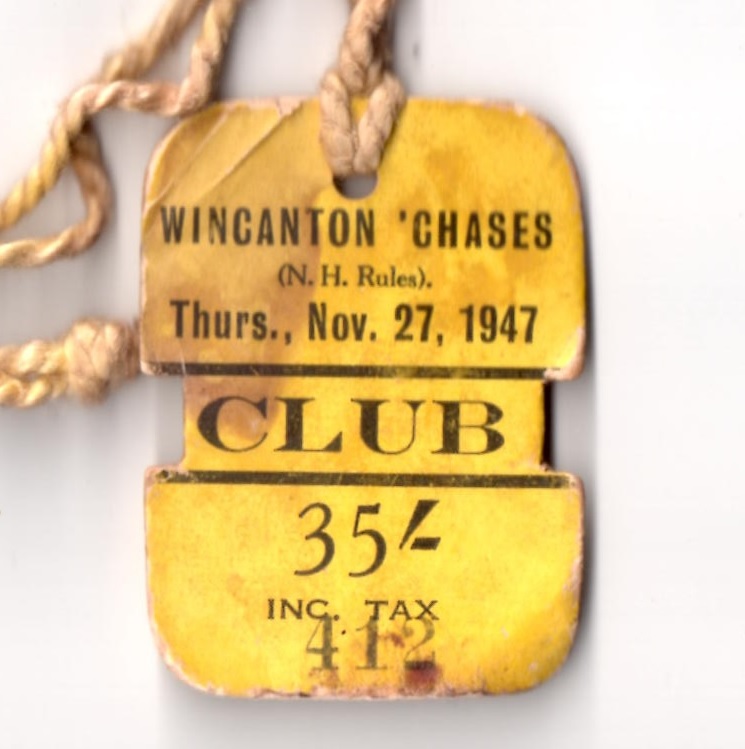 WINCANTON 'CHASES
(N. H. Rules).
Thurs., Nov. 27, 1947
CLUB
35/-
INC. TAX
412